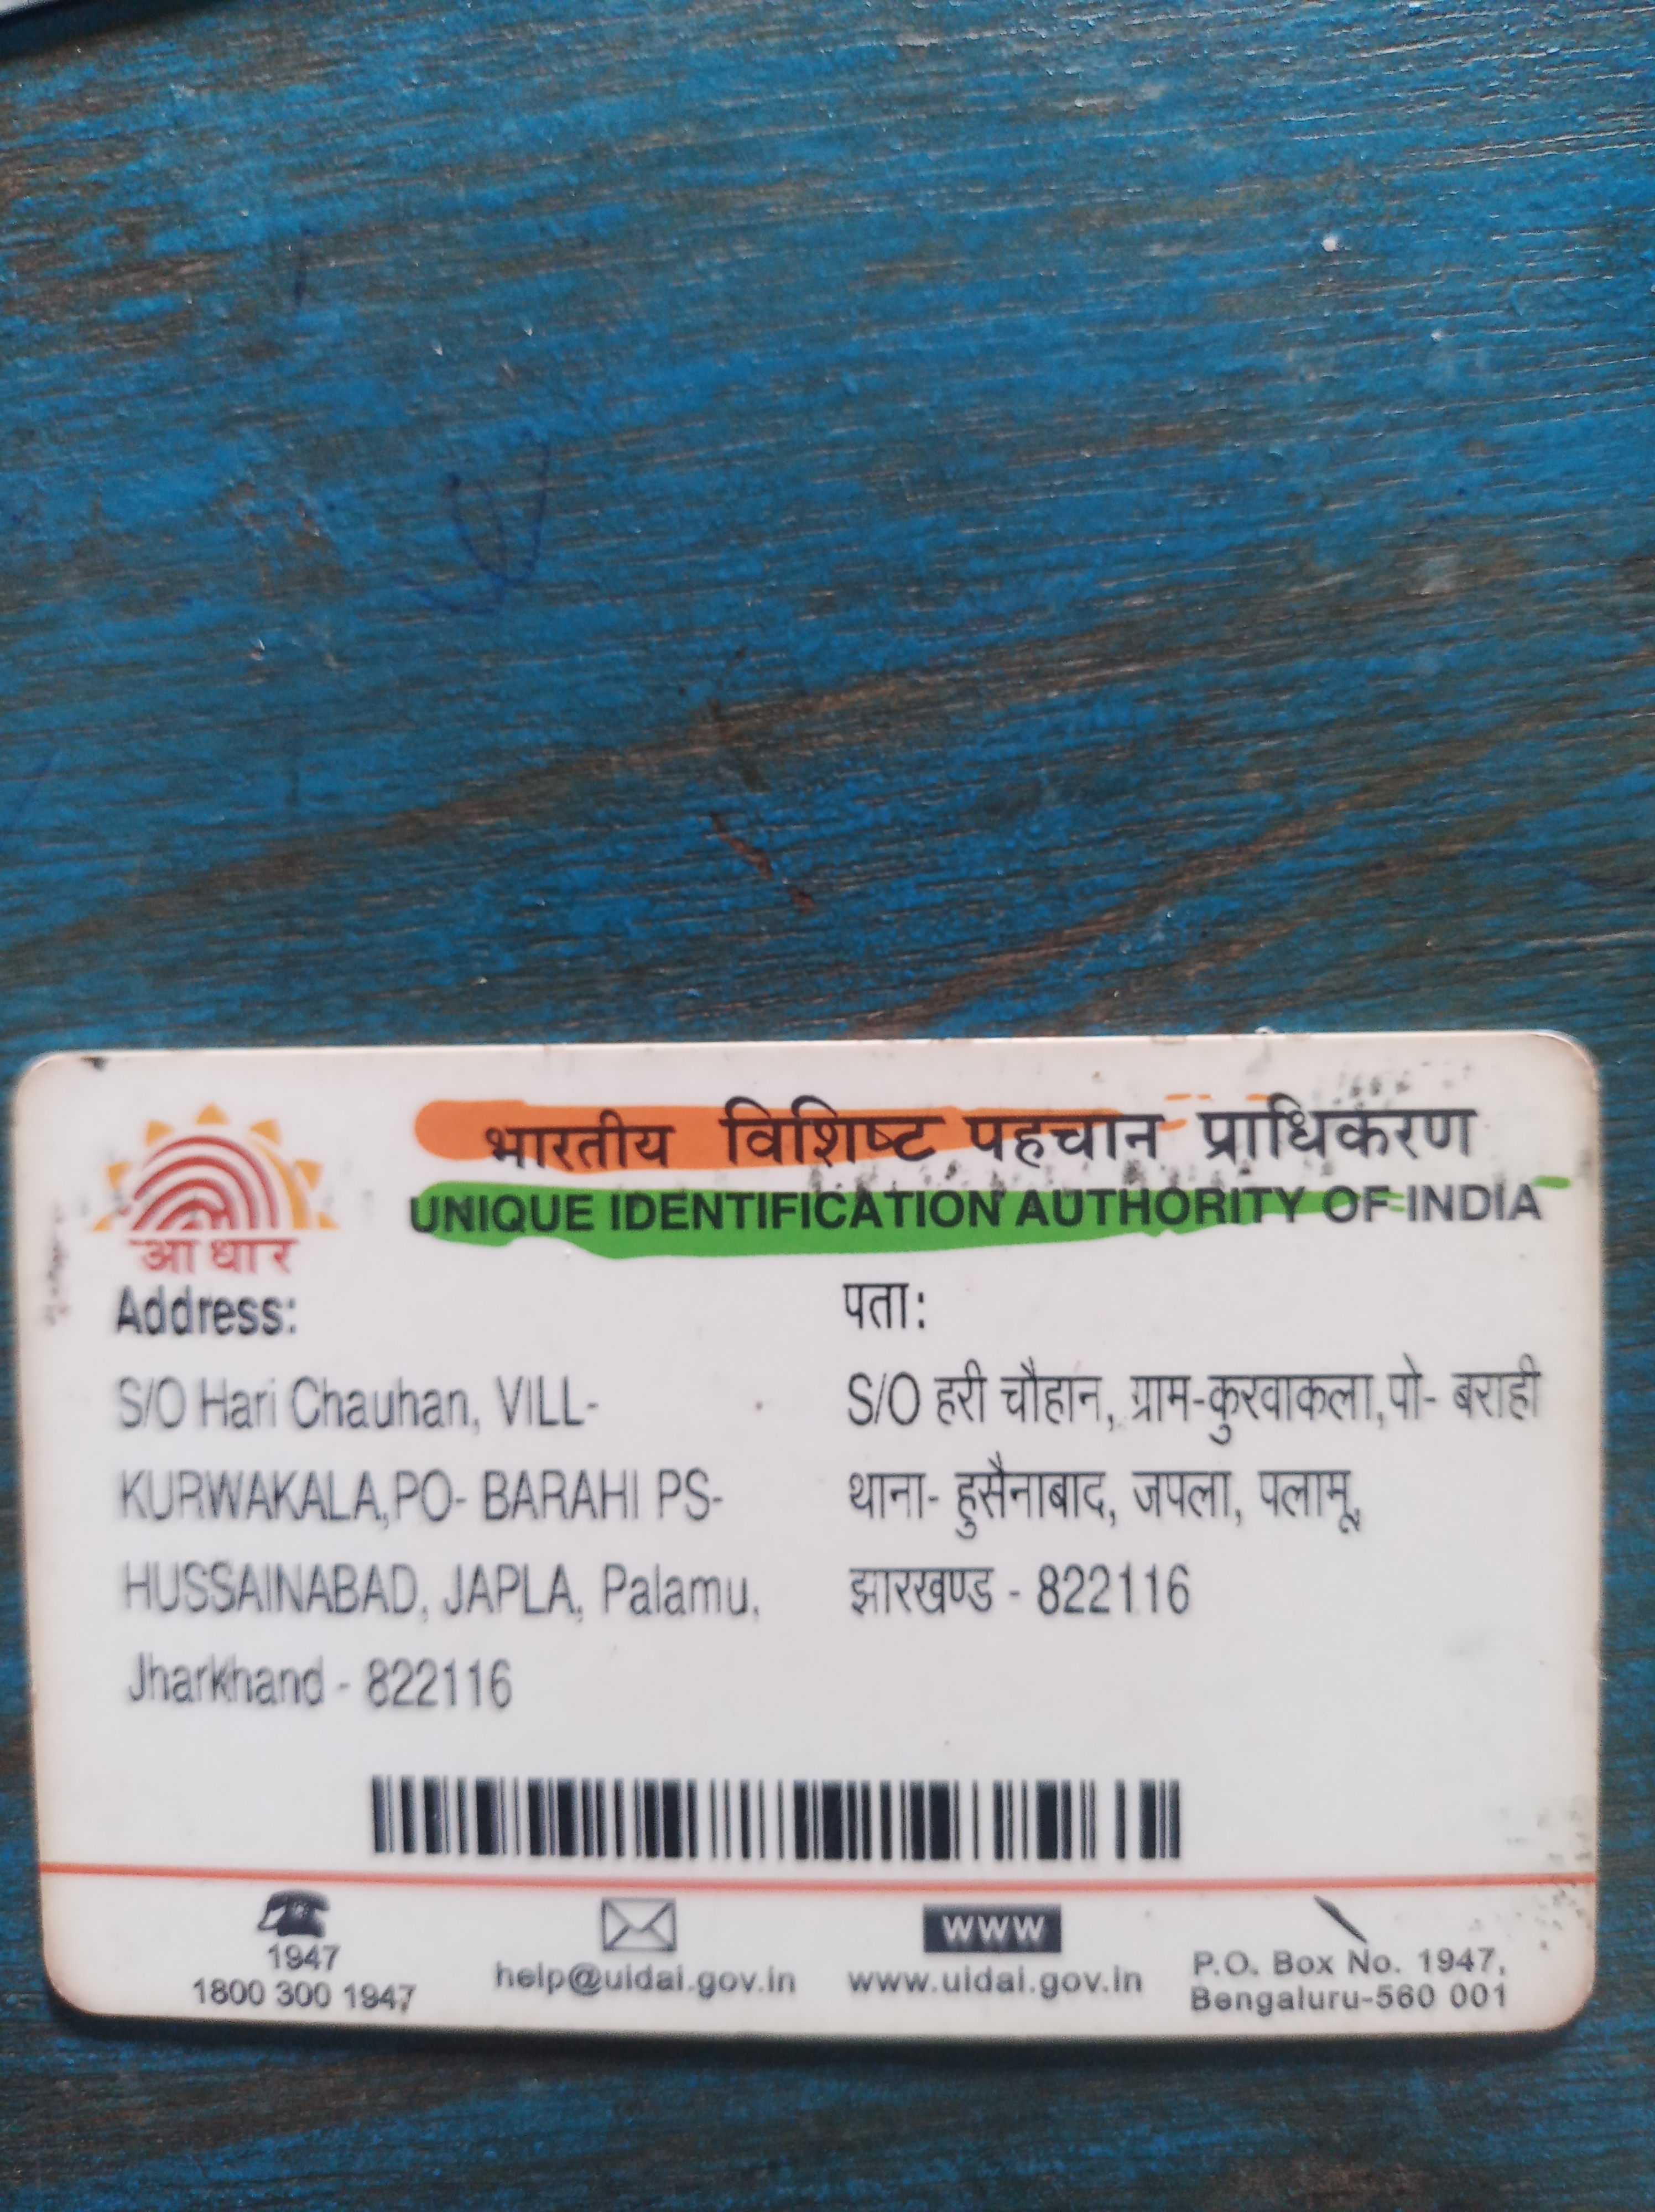 भारतीय विशिष्ट पहचान प्राधिकरण
UNIQUE IDENTIFICATION AUTHORITY OF INDIA
आधार
Address:
S/O Hari Chauhan, VILL-
KURWAKALA,PO- BARAHI PS-
HUSSAINABAD, JAPLA, Palamu,
Jharkhand - 822116
पता:
S/O हरी चौहान, ग्राम-कुरवाकला,पो- बराही
थाना- हुसैनाबाद, जपला, पलामू,
झारखण्ड - 822116
1947
1800 300 1947
help@uidai.gov.in
www
www.uidai.gov.in
P.O. Box No. 1947,
Bengaluru-560 001